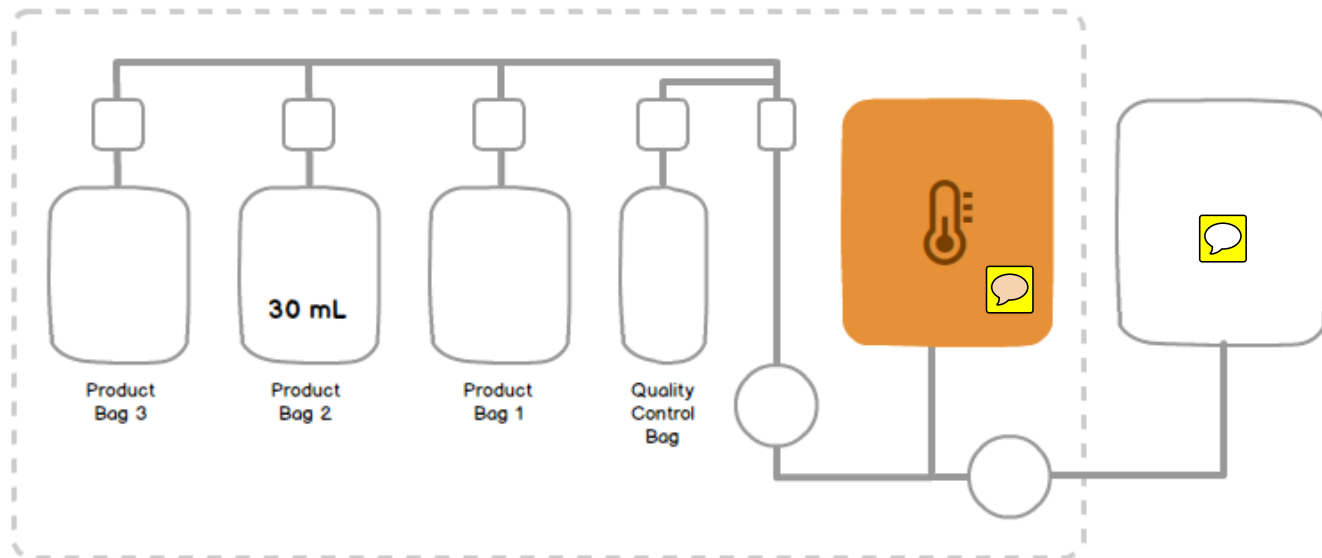 30 mL
Product
Bag 3
Product
Bag 2
Product
Bag 1
Quality
Control
Bag